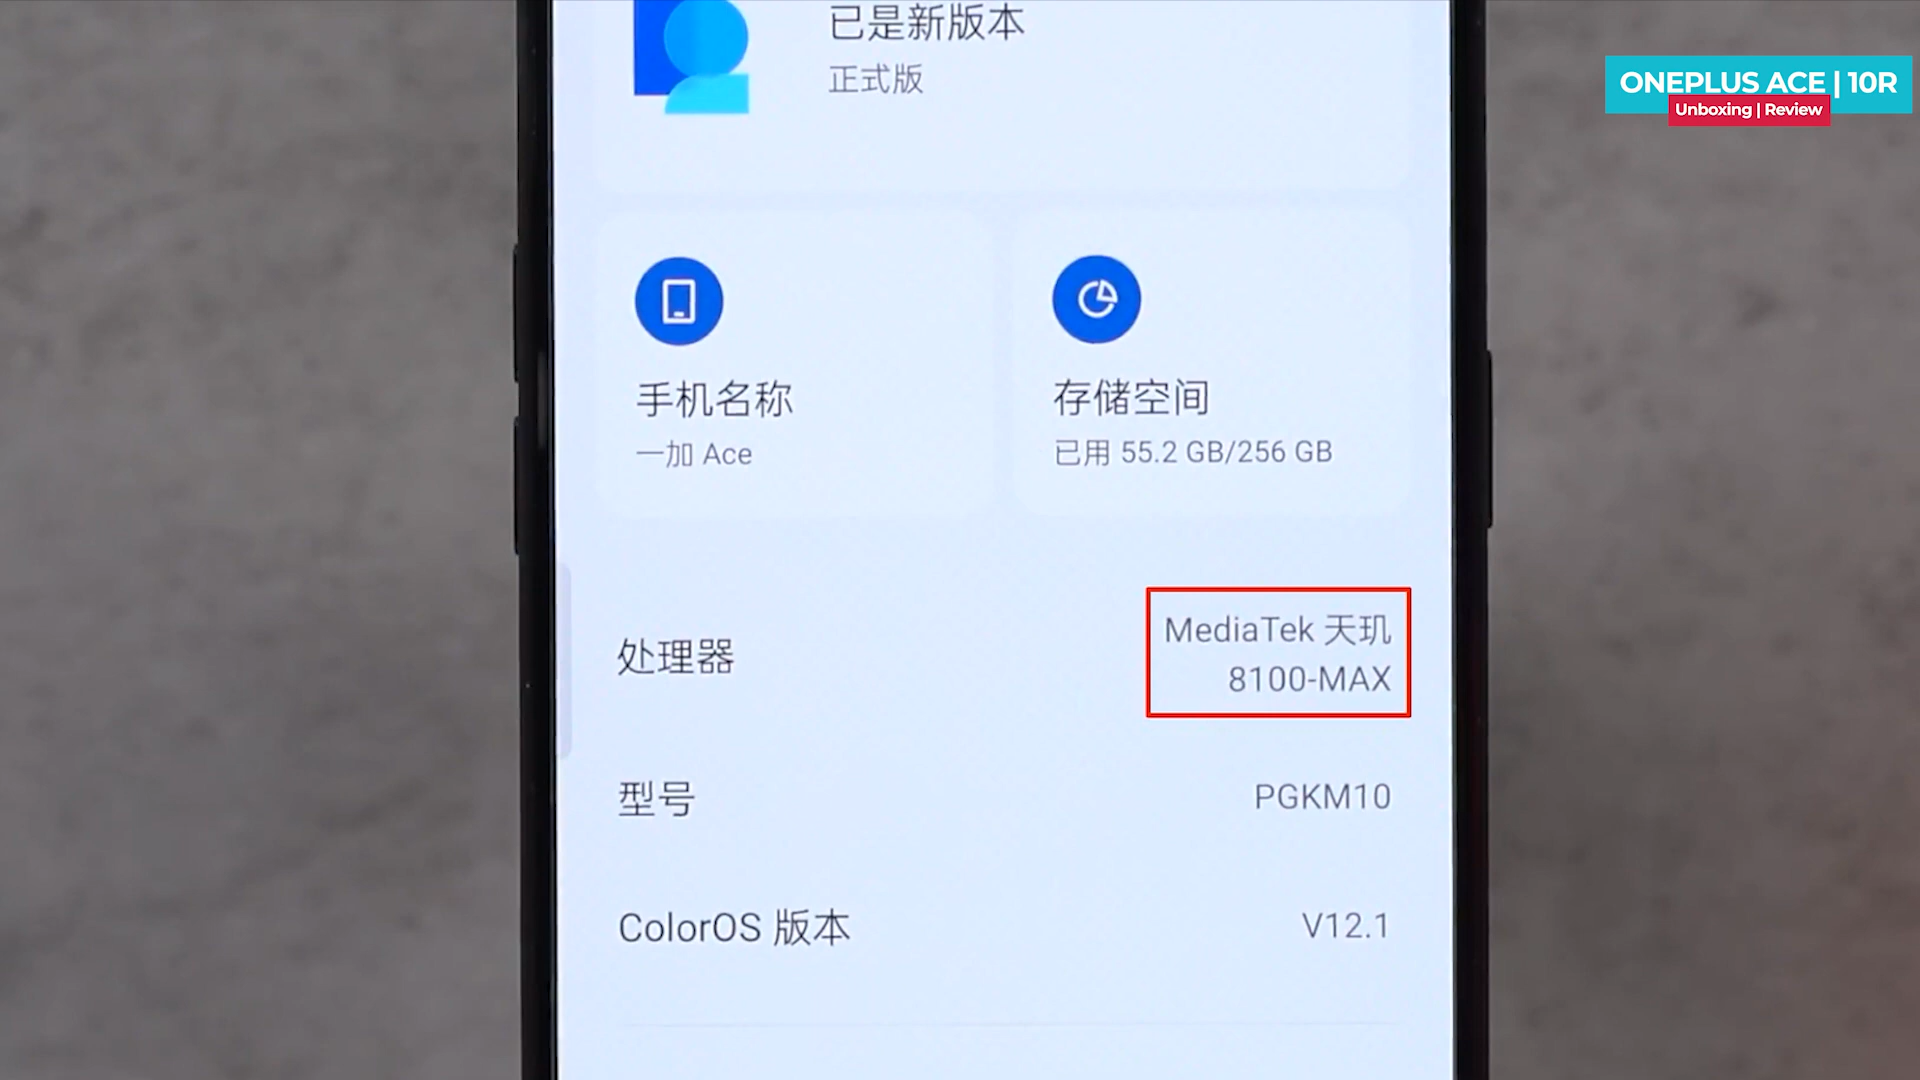 已是新版本
正式版
ONEPLUS ACE | 10R
Unboxing | Review
手机名称
一加 Ace
存储空间
已用 55.2 GB/256 GB
处理器
MediaTek 天玑
8100-MAX
型号
PGKM10
ColorOS 版本
V12.1